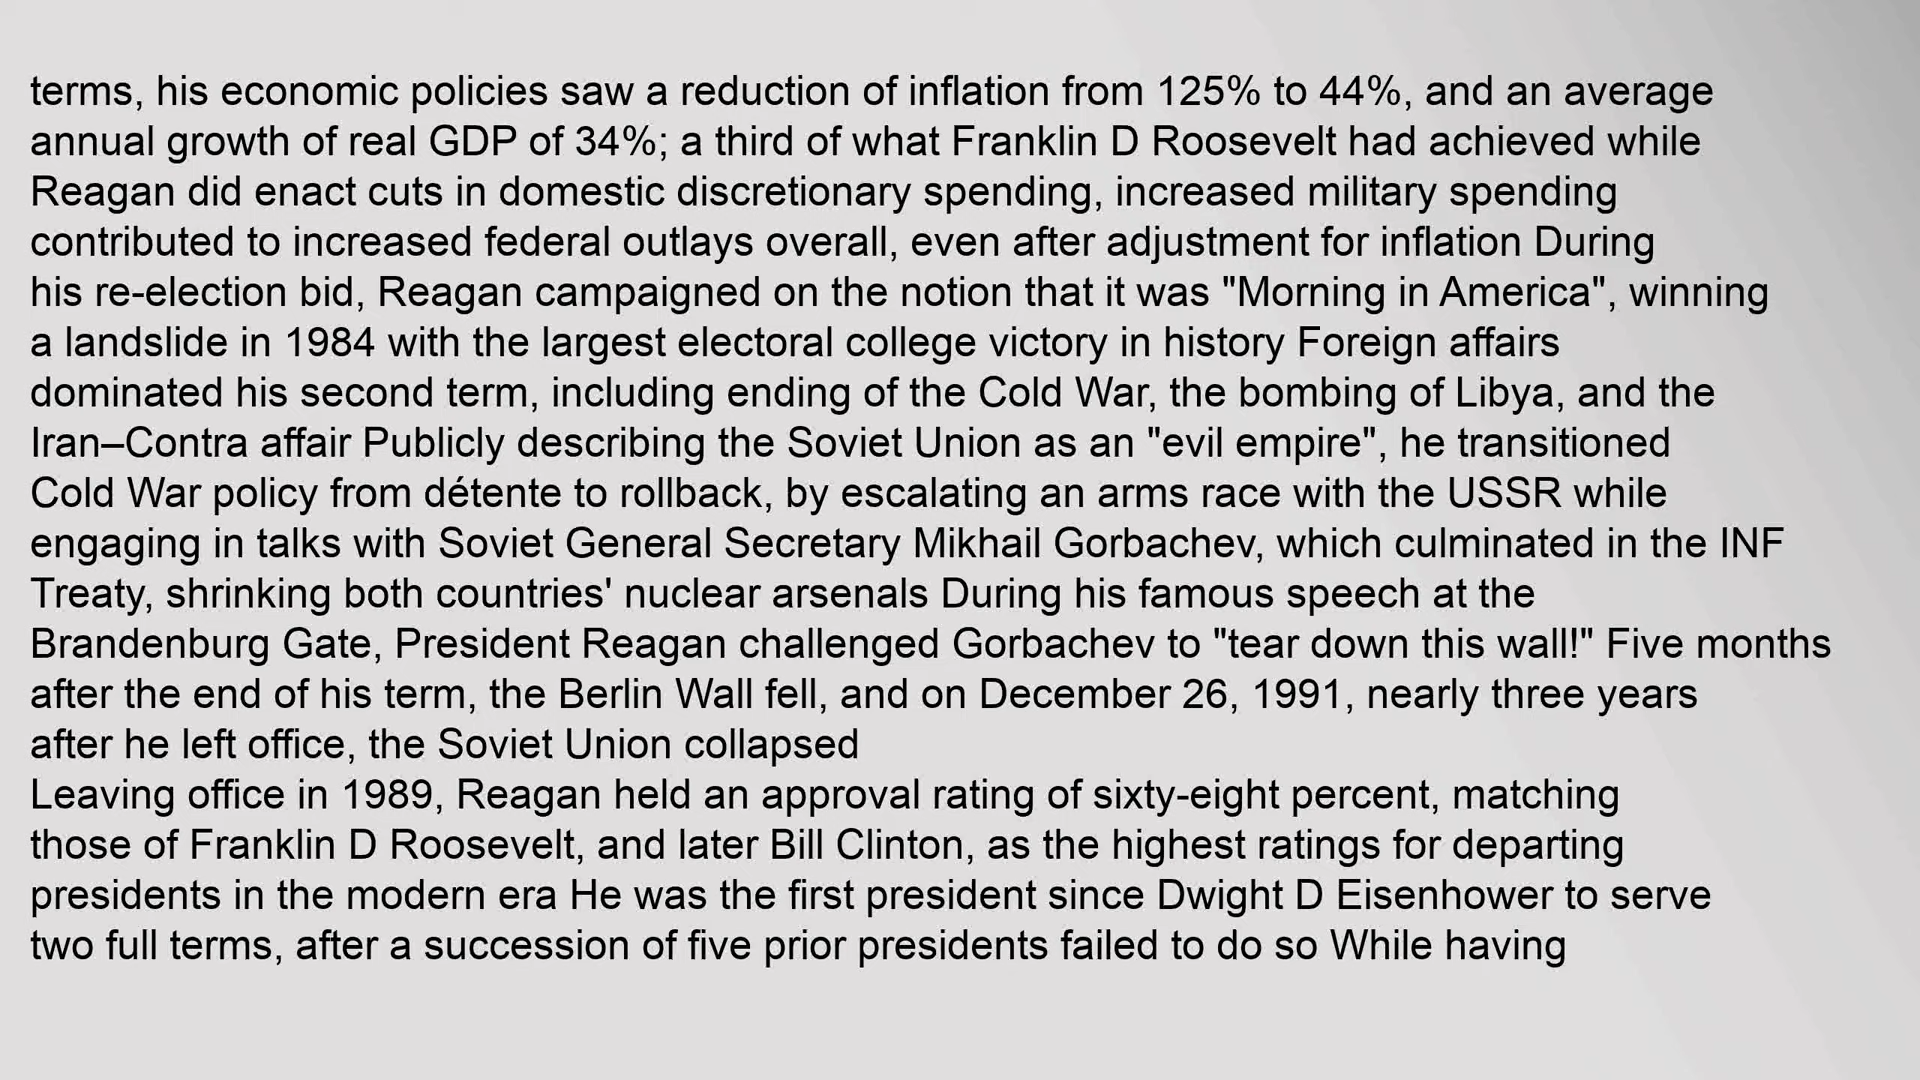 terms, his economic policies saw a reduction of inflation from 125% to 44%, and an average
annual growth of real GDP of 34%; a third of what Franklin D Roosevelt had achieved while
Reagan did enact cuts in domestic discretionary spending, increased military spending
contributed to increased federal outlays overall, even after adjustment for inflation During
his re-election bid, Reagan campaigned on the notion that it was "Morning in America", winning
a landslide in 1984 with the largest electoral college victory in history Foreign affairs
dominated his second term, including ending of the Cold War, the bombing of Libya, and the
Iran–Contra affair Publicly describing the Soviet Union as an "evil empire", he transitioned
Cold War policy from détente to rollback, by escalating an arms race with the USSR while
engaging in talks with Soviet General Secretary Mikhail Gorbachev, which culminated in the INF
Treaty, shrinking both countries' nuclear arsenals During his famous speech at the
Brandenburg Gate, President Reagan challenged Gorbachev to "tear down this wall!" Five months
after the end of his term, the Berlin Wall fell, and on December 26, 1991, nearly three years
after he left office, the Soviet Union collapsed
Leaving office in 1989, Reagan held an approval rating of sixty-eight percent, matching
those of Franklin D Roosevelt, and later Bill Clinton, as the highest ratings for departing
presidents in the modern era He was the first president since Dwight D Eisenhower to serve
two full terms, after a succession of five prior presidents failed to do so While having